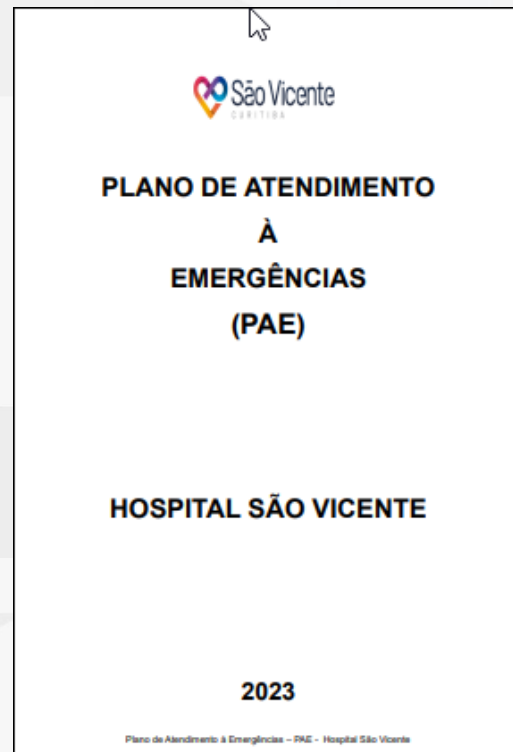 São Vicente
CURITIBA
PLANO DE ATENDIMENTO
À
EMERGÊNCIAS
(PAE)
HOSPITAL SÃO VICENTE
2023
Plano de Atendimento à Emergências – PAE - Hospital São Vicente